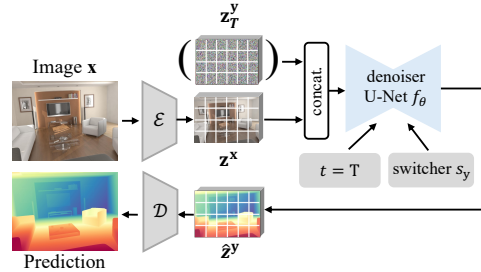 z_T^y
Image x
( )
ℰ
z^x
concat.
denoiser
U-Net f_θ
t = T
switcher s_y
𝒟
ẑ^y
Prediction